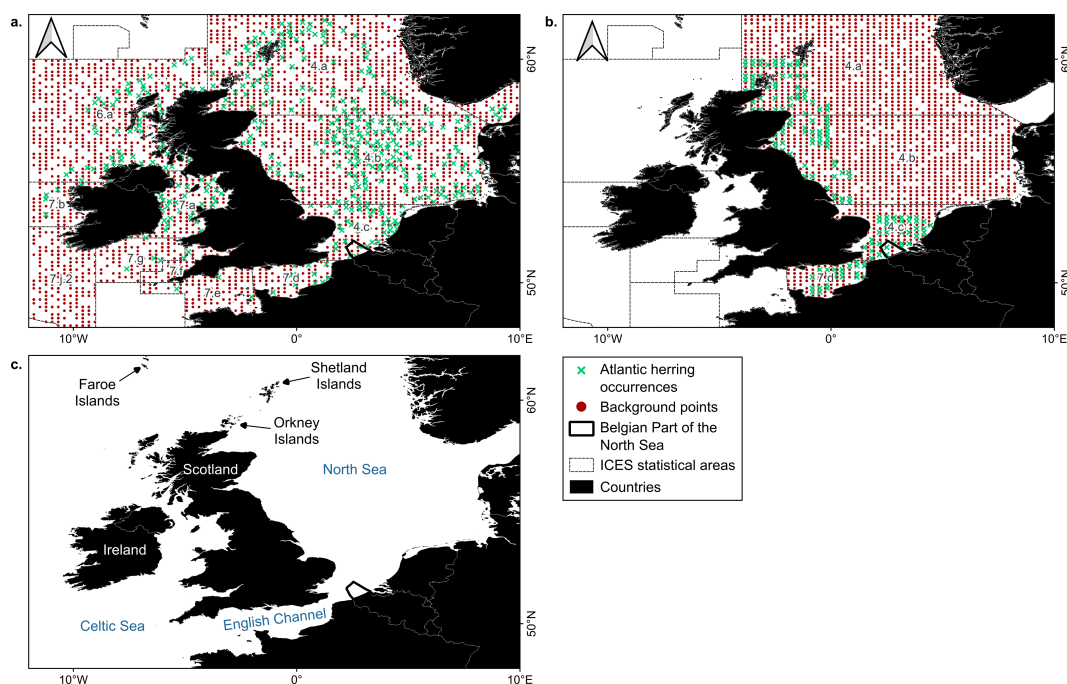 a.
4.a
6.a
4.b
7.b
7.a
4.c
7.g
7.f
7.j.2
7.d
7.e
60°N
50°N
10°W
0°
10°E
b.
4.a
4.b
4.c
7.d
60°N
50°N
10°W
0°
10°E
c.
Faroe
Islands
Shetland
Islands
Orkney
Islands
Scotland
North Sea
Ireland
Celtic Sea
English Channel
60°N
50°N
10°W
0°
10°E
Atlantic herring
occurrences
Background points
Belgian Part of the
North Sea
ICES statistical areas
Countries